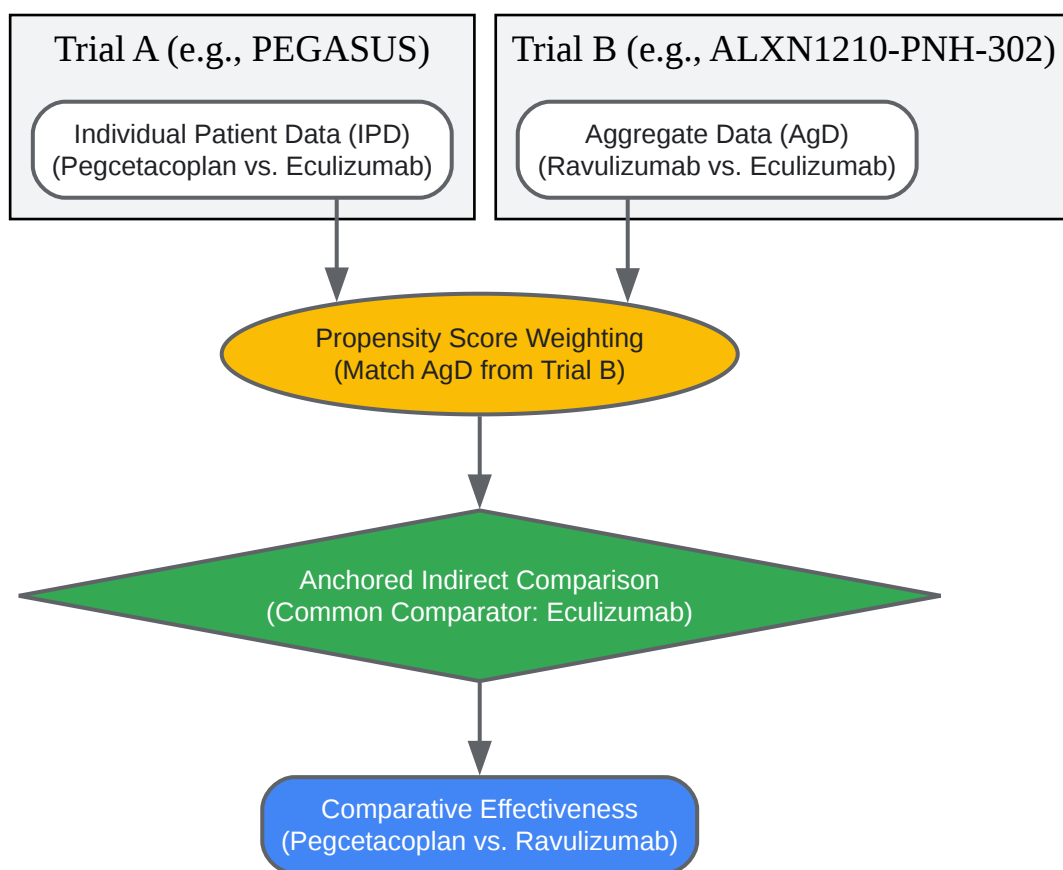 Trial A (e.g., PEGASUS)
Individual Patient Data (IPD)
(Pegcetacoplan vs. Eculizumab)
Trial B (e.g., ALXN1210-PNH-302)
Aggregate Data (AgD)
(Ravulizumab vs. Eculizumab)
Propensity Score Weighting
(Match AgD from Trial B)
Anchored Indirect Comparison
(Common Comparator: Eculizumab)
Comparative Effectiveness
(Pegcetacoplan vs. Ravulizumab)